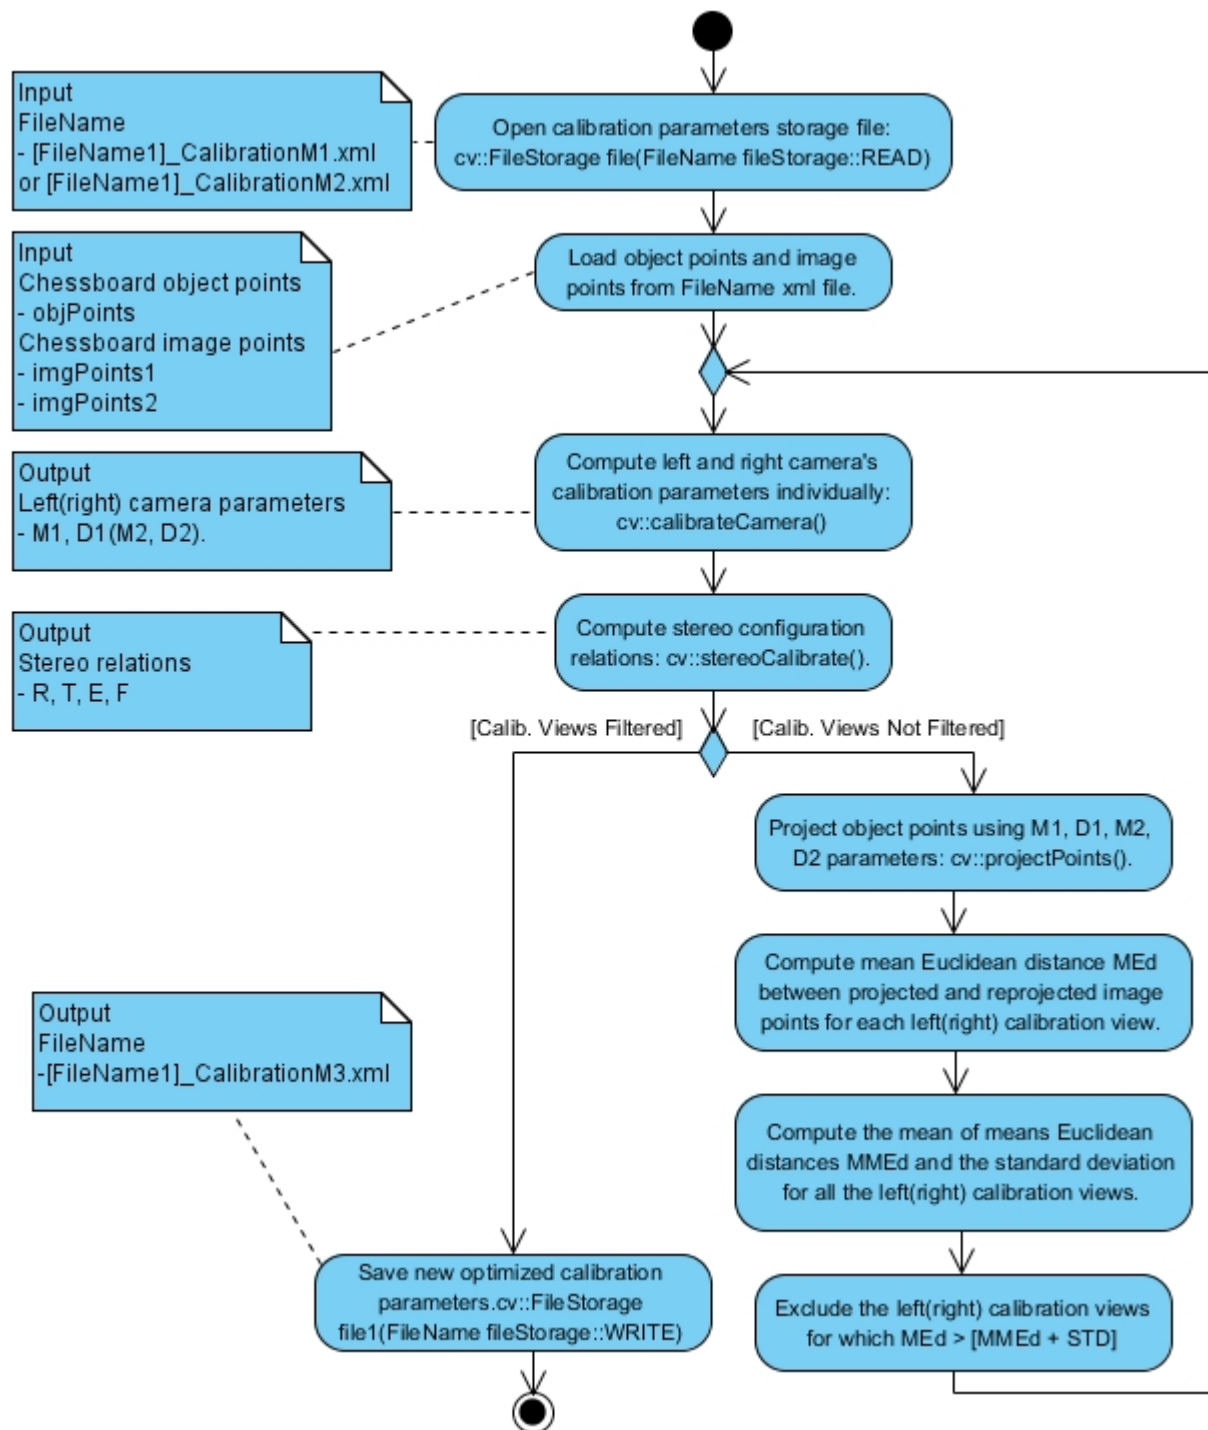 Input
FileName
- [FileName1]_CalibrationM1.xml
or [FileName1]_CalibrationM2.xml
Open calibration parameters storage file:
cv::FileStorage file(FileName fileStorage::READ)
Input
Chessboard object points
- objPoints
Chessboard image points
- imgPoints1
- imgPoints2
Load object points and image
points from FileName xml file.
Output
Left(right) camera parameters
- M1, D1(M2, D2).
Compute left and right camera's
calibration parameters individually:
cv::calibrateCamera()
Output
Stereo relations
- R, T, E, F
Compute stereo configuration
relations: cv::stereoCalibrate().
[Calib. Views Filtered]
[Calib. Views Not Filtered]
Project object points using M1, D1, M2,
D2 parameters: cv::projectPoints().
Compute mean Euclidean distance MEd
between projected and reprojected image
points for each left(right) calibration view.
Output
FileName
-[FileName1]_CalibrationM3.xml
Compute the mean of means Euclidean
distances MMEd and the standard deviation
for all the left(right) calibration views.
Save new optimized calibration
parameters.cv::FileStorage
file1(FileName fileStorage::WRITE)
Exclude the left(right) calibration views
for which MEd > [MMEd + STD]